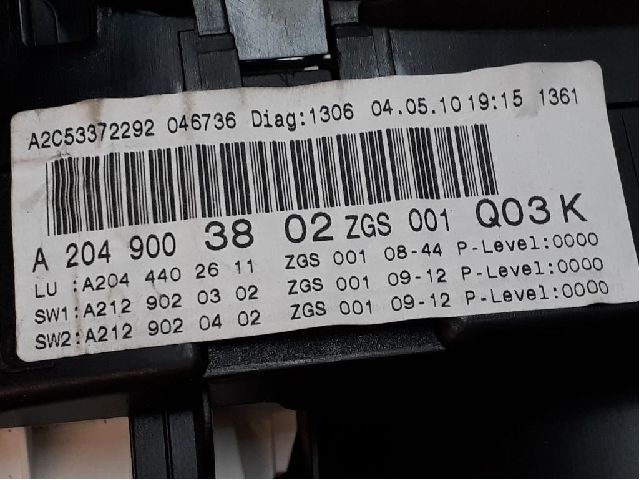 A2C53372292 046736 Diag:1306 04.05.10 19:15 1361
A 204 900 38 02 ZGS 001 Q03 K
LU :A204 440 26 11 ZGS 001 08-44 P-Level:0000
SW1:A212 902 03 02 ZGS 001 09-12 P-Level:0000
SW2:A212 902 04 02 ZGS 001 09-12 P-Level:0000